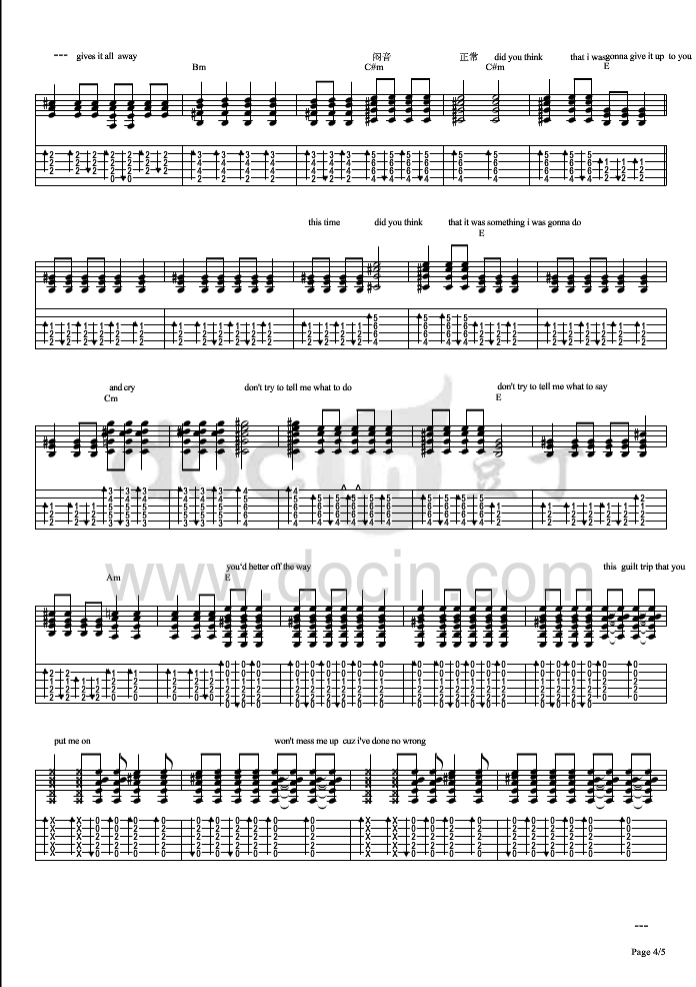 --- gives it all away 闷音 正常 did you think that i was gonna give it up to you
Bm C#m C#m E
this time did you think that it was something i was gonna do
E
and cry don't try to tell me what to do don't try to tell me what to say
Cm E
you'd better off the way this guilt trip that you
Am E
put me on won't mess me up cuz i've done no wrong
docin 豆丁
www.docin.com
---
Page 4/5